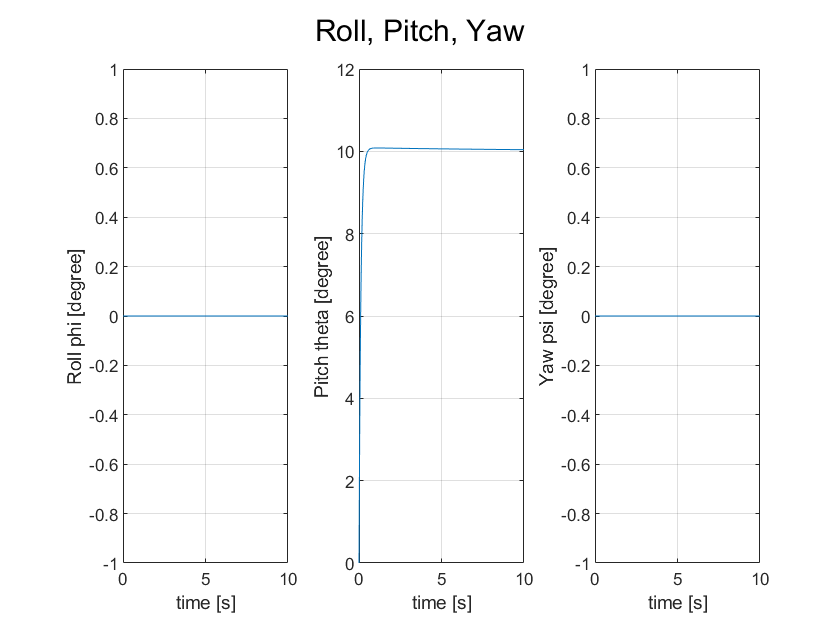 Roll, Pitch, Yaw
Roll phi [degree]
1
0.8
0.6
0.4
0.2
0
-0.2
-0.4
-0.6
-0.8
-1
0 5 10
time [s]
Pitch theta [degree]
12
10
8
6
4
2
0
0 5 10
time [s]
Yaw psi [degree]
1
0.8
0.6
0.4
0.2
0
-0.2
-0.4
-0.6
-0.8
-1
0 5 10
time [s]